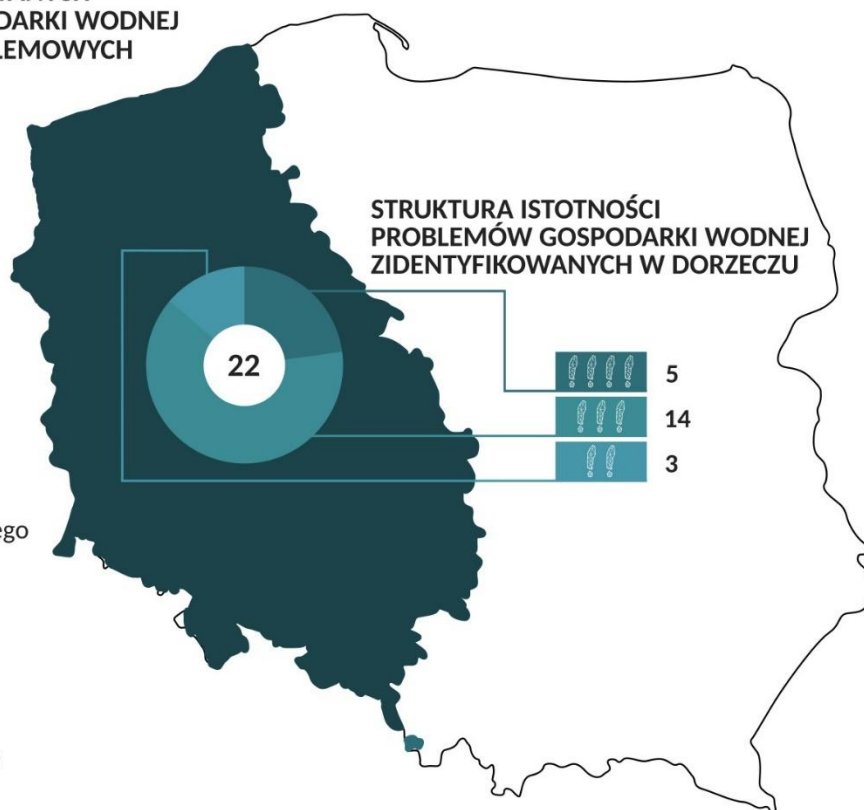 DARKI WODNEJ
LEMOWYCH
STRUKTURA ISTOTNOŚCI
PROBLEMÓW GOSPODARKI WODNEJ
ZIDENTYFIKOWANYCH W DORZECZU
22
5
14
3
ego